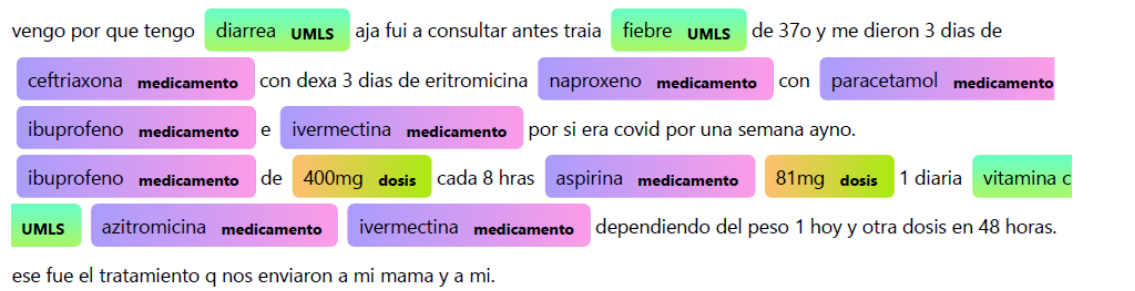 vengo por que tengo diarrea UMLS aja fui a consultar antes traia fiebre UMLS de 37o y me dieron 3 dias de
ceftriaxona medicamento con dexa 3 dias de eritromicina naproxeno medicamento con paracetamol medicamento
ibuprofeno medicamento e ivermectina medicamento por si era covid por una semana ayno.
ibuprofeno medicamento de 400mg dosis cada 8 hras aspirina medicamento 81mg dosis 1 diaria vitamina c
UMLS azitromicina medicamento ivermectina medicamento dependiendo del peso 1 hoy y otra dosis en 48 horas.
ese fue el tratamiento q nos enviaron a mi mama y a mi.